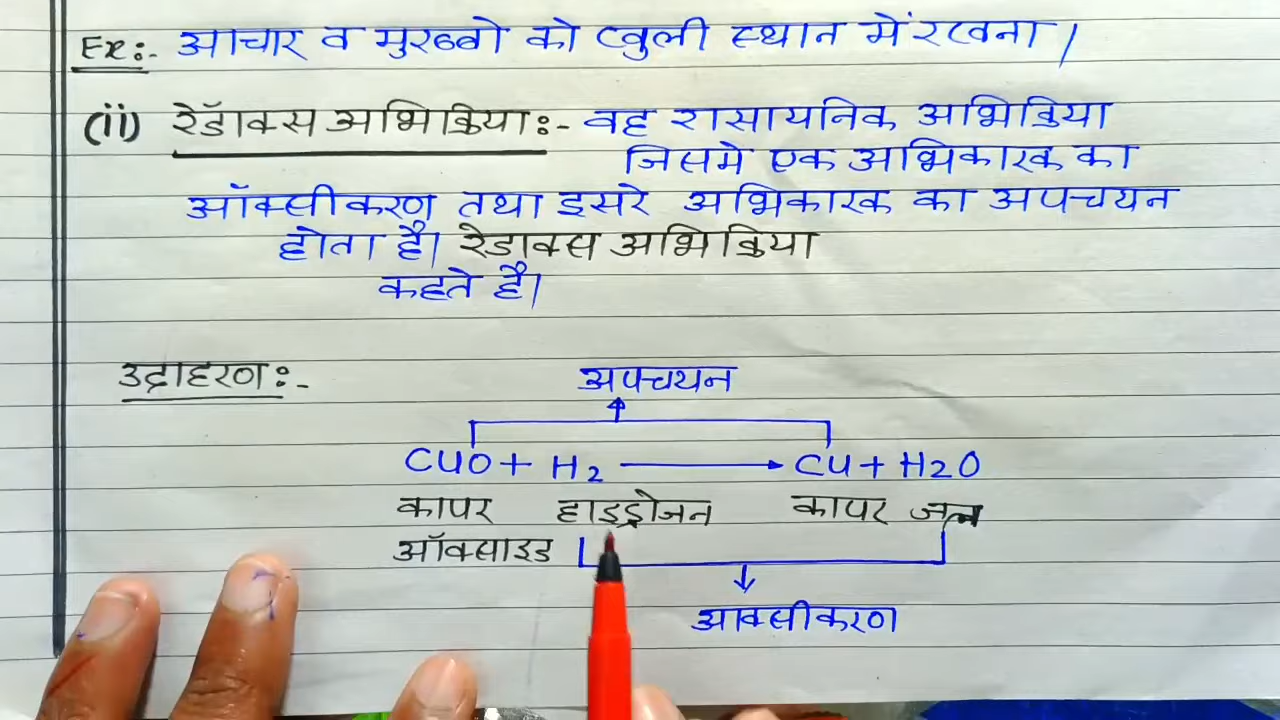 Ex:- आचार व मुरब्बो को खुली स्थान में रखना।
(ii) रेडॉक्स अभिक्रिया:- वह रासायनिक अभिक्रिया
जिसमे एक अभिकारक का
ऑक्सीकरण तथा इसरे अभिकारक का अपचयन
होता है। रेडाक्स अभिक्रिया
कहते है।
उदाहरण:-
अपचयन
CUO + H2 → CU + H2O
कापर हाइड्रोजन कापर जल
ऑक्साइड
आक्सीकरण